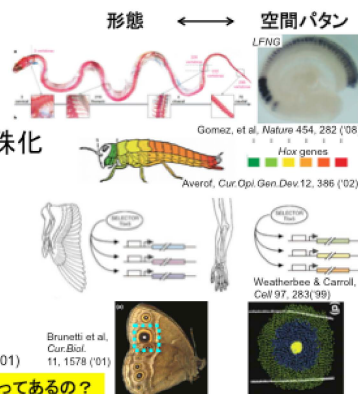 形態 ⟷ 空間パタン
LFNG
Gomez, et al, Nature 454, 282 ('08
殊化
Hox genes
Averof, Cur.Opi.Gen.Dev.12, 386 ('02)
SELECTOR
SELECTOR
Weatherbee & Carroll,
Cell 97, 283('99)
Brunetti et al,
Cur.Biol.
11, 1578 ('01)
01)
ってあるの？